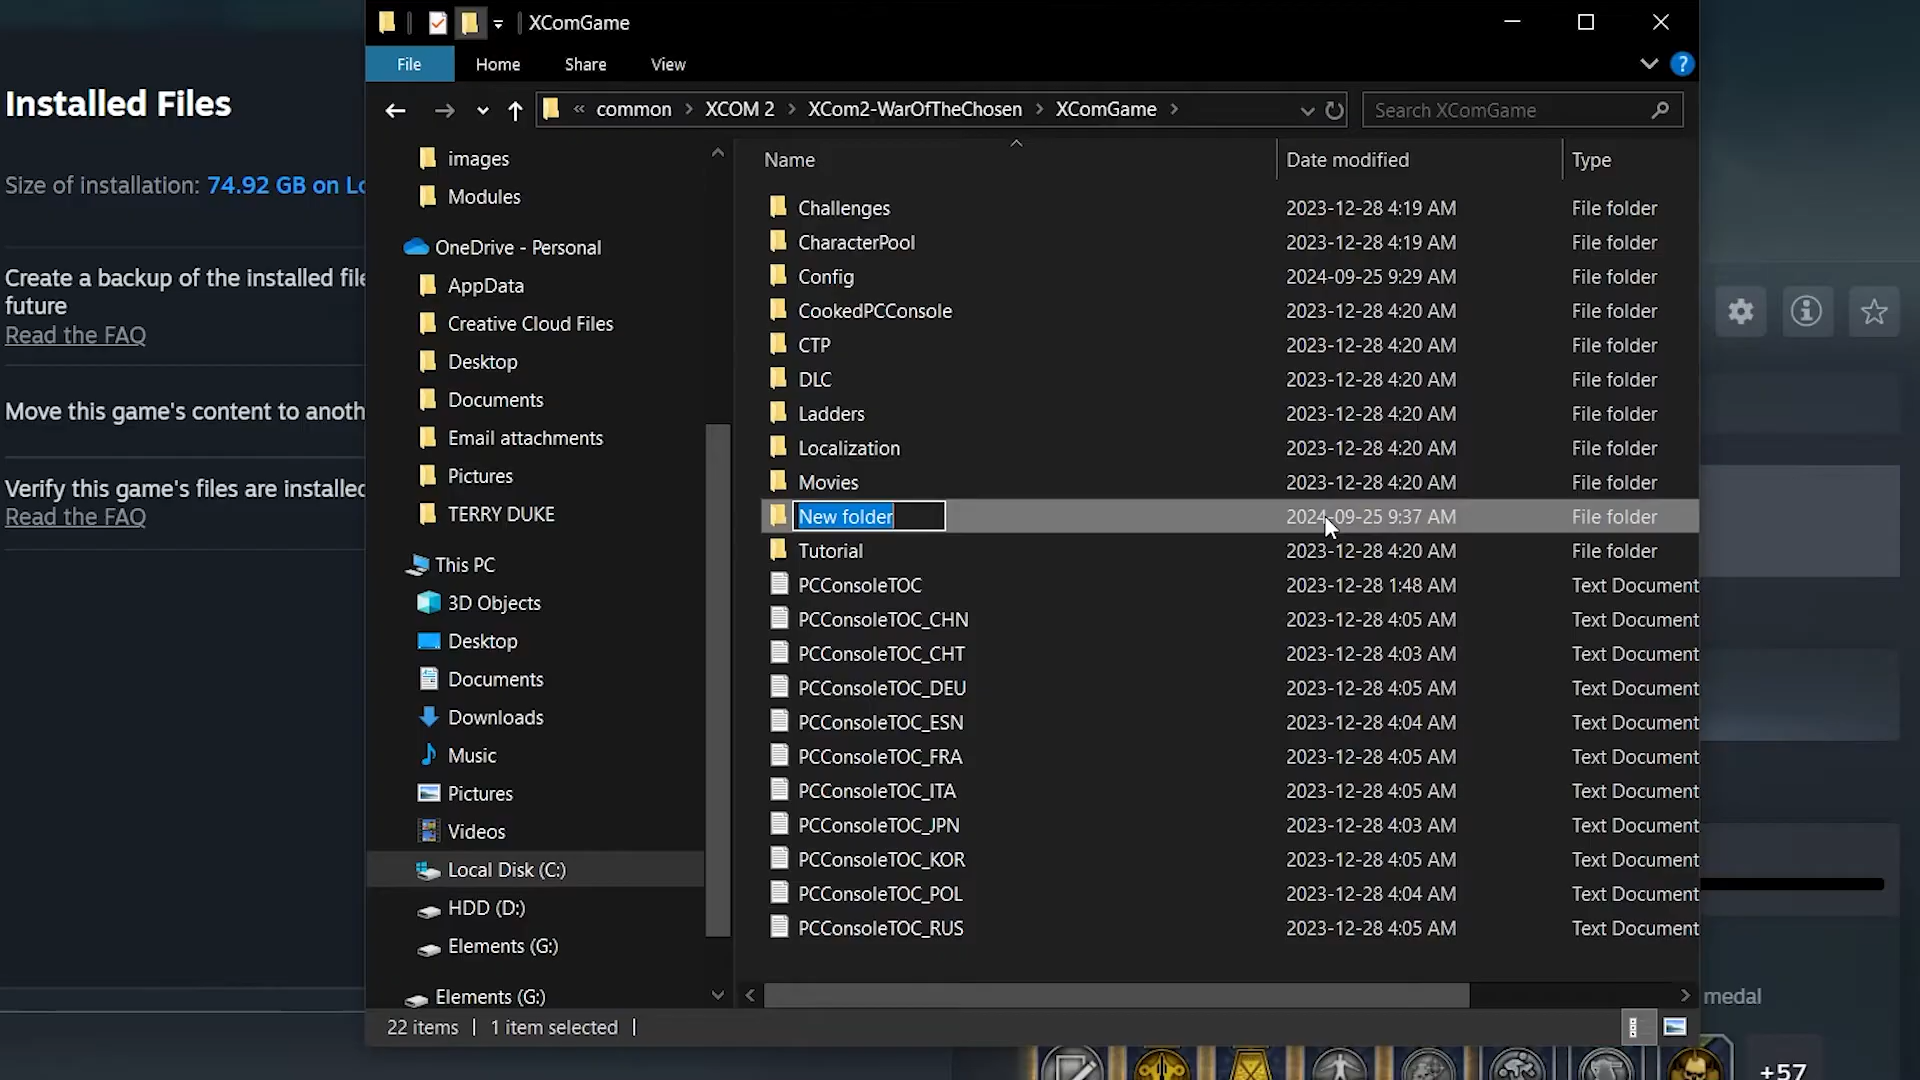 XComGame
File
Home
Share
View
?
« common > XCOM 2 > XCom2-WarOfTheChosen > XComGame >
Search XComGame
Installed Files
Size of installation: 74.92 GB on Lo
Create a backup of the installed file
future
Read the FAQ
Move this game's content to anoth
Verify this game's files are installed
Read the FAQ
images
Modules
OneDrive - Personal
AppData
Creative Cloud Files
Desktop
Documents
Email attachments
Pictures
TERRY DUKE
This PC
3D Objects
Desktop
Documents
Downloads
Music
Pictures
Videos
Local Disk (C:)
HDD (D:)
Elements (G:)
Elements (G:)
Name Date modified Type
Challenges 2023-12-28 4:19 AM File folder
CharacterPool 2023-12-28 4:19 AM File folder
Config 2024-09-25 9:29 AM File folder
CookedPCConsole 2023-12-28 4:20 AM File folder
CTP 2023-12-28 4:20 AM File folder
DLC 2023-12-28 4:20 AM File folder
Ladders 2023-12-28 4:20 AM File folder
Localization 2023-12-28 4:20 AM File folder
Movies 2023-12-28 4:20 AM File folder
New folder 2024-09-25 9:37 AM File folder
Tutorial 2023-12-28 4:20 AM File folder
PCConsoleTOC 2023-12-28 1:48 AM Text Document
PCConsoleTOC_CHN 2023-12-28 4:05 AM Text Document
PCConsoleTOC_CHT 2023-12-28 4:03 AM Text Document
PCConsoleTOC_DEU 2023-12-28 4:05 AM Text Document
PCConsoleTOC_ESN 2023-12-28 4:04 AM Text Document
PCConsoleTOC_FRA 2023-12-28 4:05 AM Text Document
PCConsoleTOC_ITA 2023-12-28 4:05 AM Text Document
PCConsoleTOC_JPN 2023-12-28 4:03 AM Text Document
PCConsoleTOC_KOR 2023-12-28 4:05 AM Text Document
PCConsoleTOC_POL 2023-12-28 4:04 AM Text Document
PCConsoleTOC_RUS 2023-12-28 4:05 AM Text Document
22 items | 1 item selected |
medal
+57